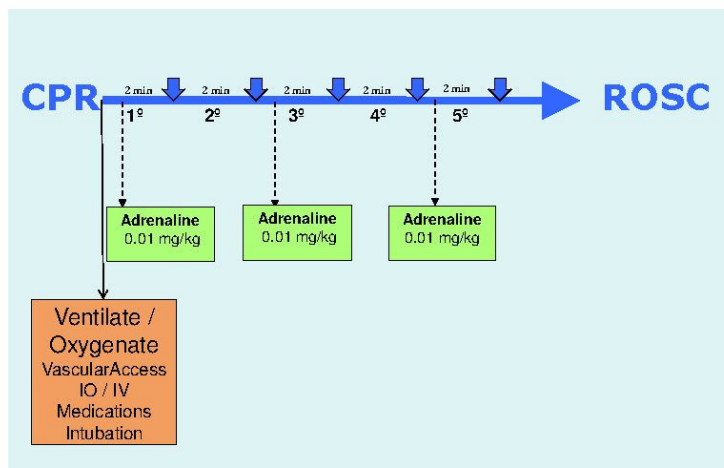 2 min 2 min 2 min 2 min 2 min
CPR ROSC
1º 2º 3º 4º 5º
Adrenaline
0.01 mg/kg
Adrenaline
0.01 mg/kg
Adrenaline
0.01 mg/kg
Ventilate /
Oxygenate
VascularAccess
IO / IV
Medications
Intubation